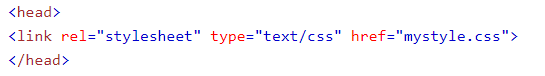 <head>
<link rel="stylesheet" type="text/css" href="mystyle.css">
</head>